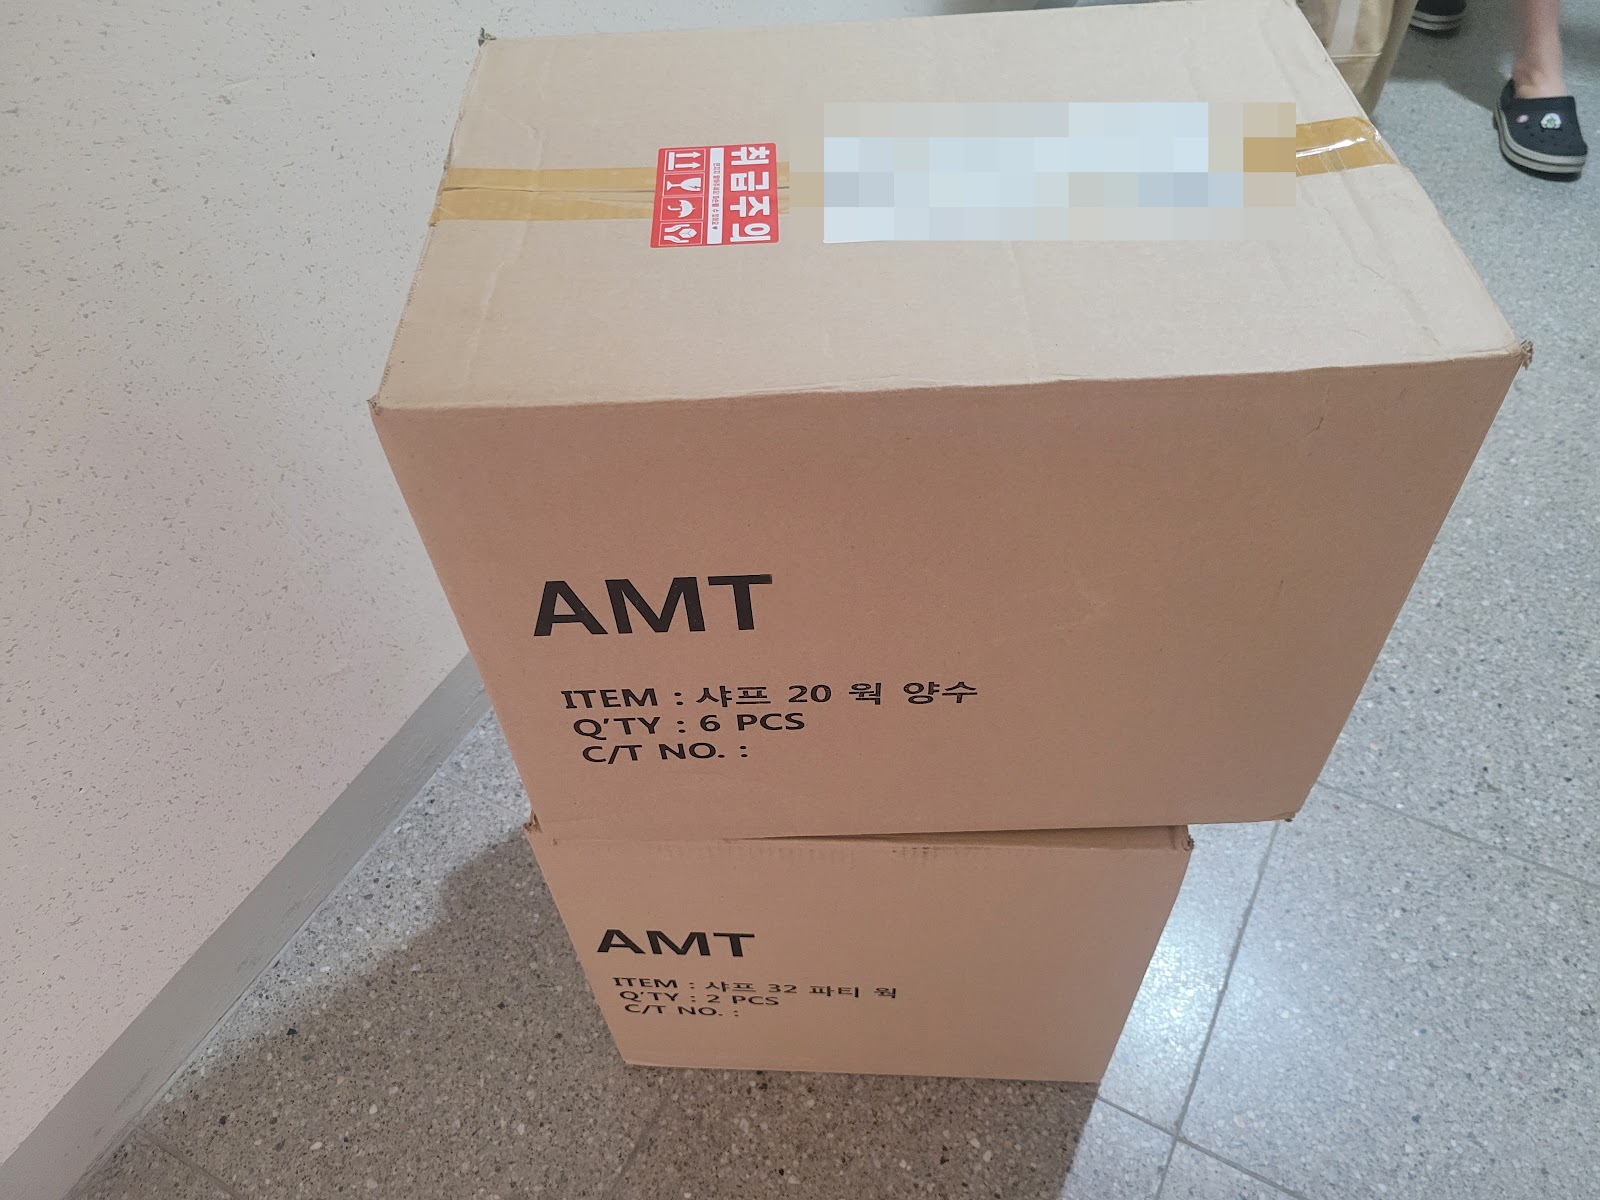 취급주의
AMT
ITEM : 샤프 20 웍 양수
Q'TY : 6 PCS
C/T NO. :
AMT
ITEM : 샤프 32 파티 웍
Q'TY : 2 PCS
C/T NO. :